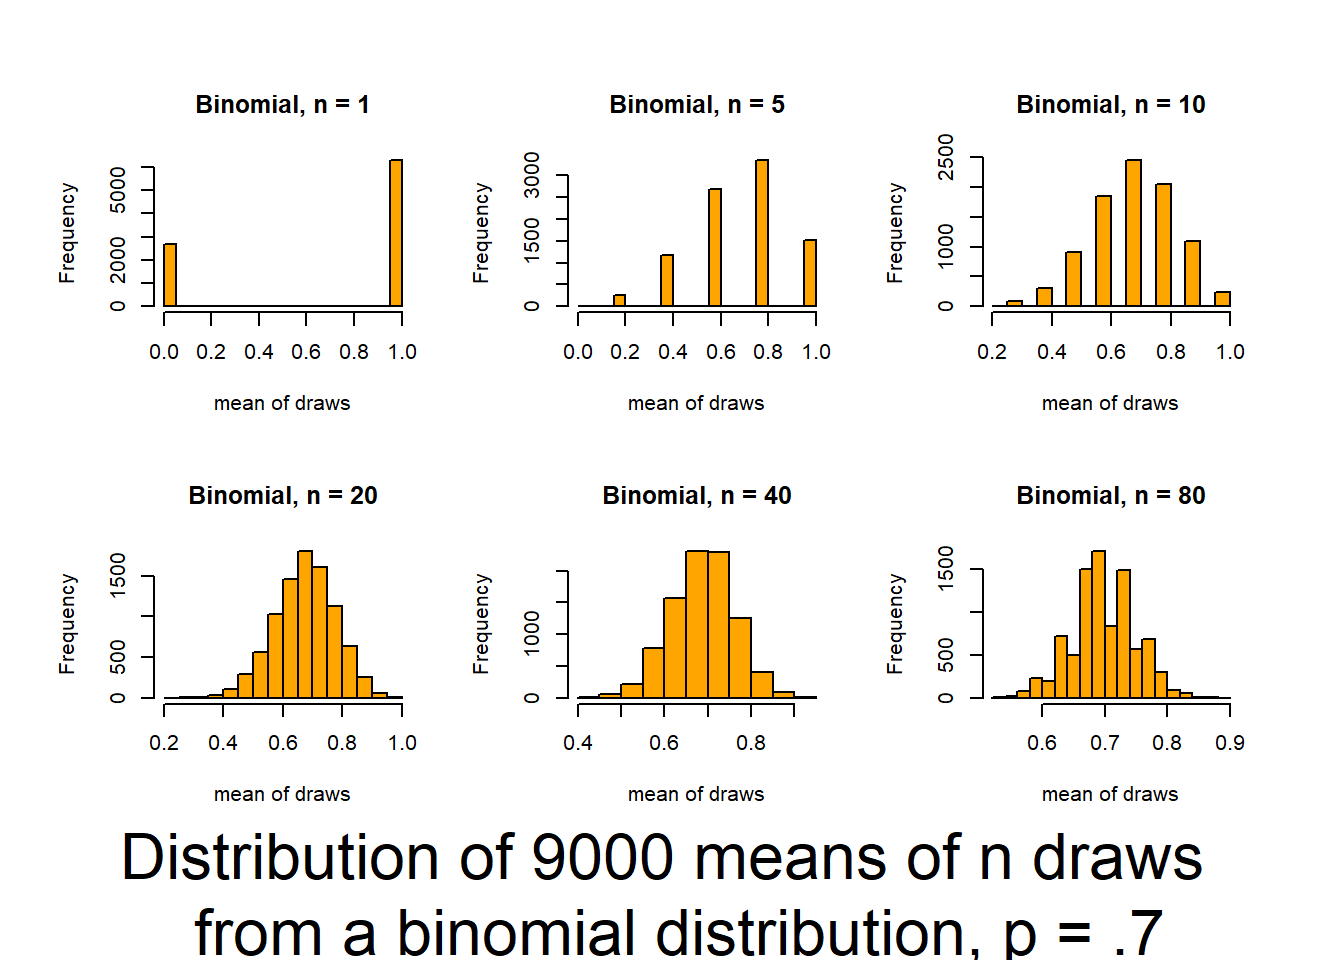 Binomial, n = 1
Frequency
0 2000 5000
0.0 0.2 0.4 0.6 0.8 1.0
mean of draws
Binomial, n = 5
Frequency
0 1500 3000
0.0 0.2 0.4 0.6 0.8 1.0
mean of draws
Binomial, n = 10
Frequency
0 1000 2500
0.2 0.4 0.6 0.8 1.0
mean of draws
Binomial, n = 20
Frequency
0 500 1500
0.2 0.4 0.6 0.8 1.0
mean of draws
Binomial, n = 40
Frequency
0 1000
0.4 0.6 0.8
mean of draws
Binomial, n = 80
Frequency
0 500 1500
0.6 0.7 0.8 0.9
mean of draws
Distribution of 9000 means of n draws
from a binomial distribution, p = .7